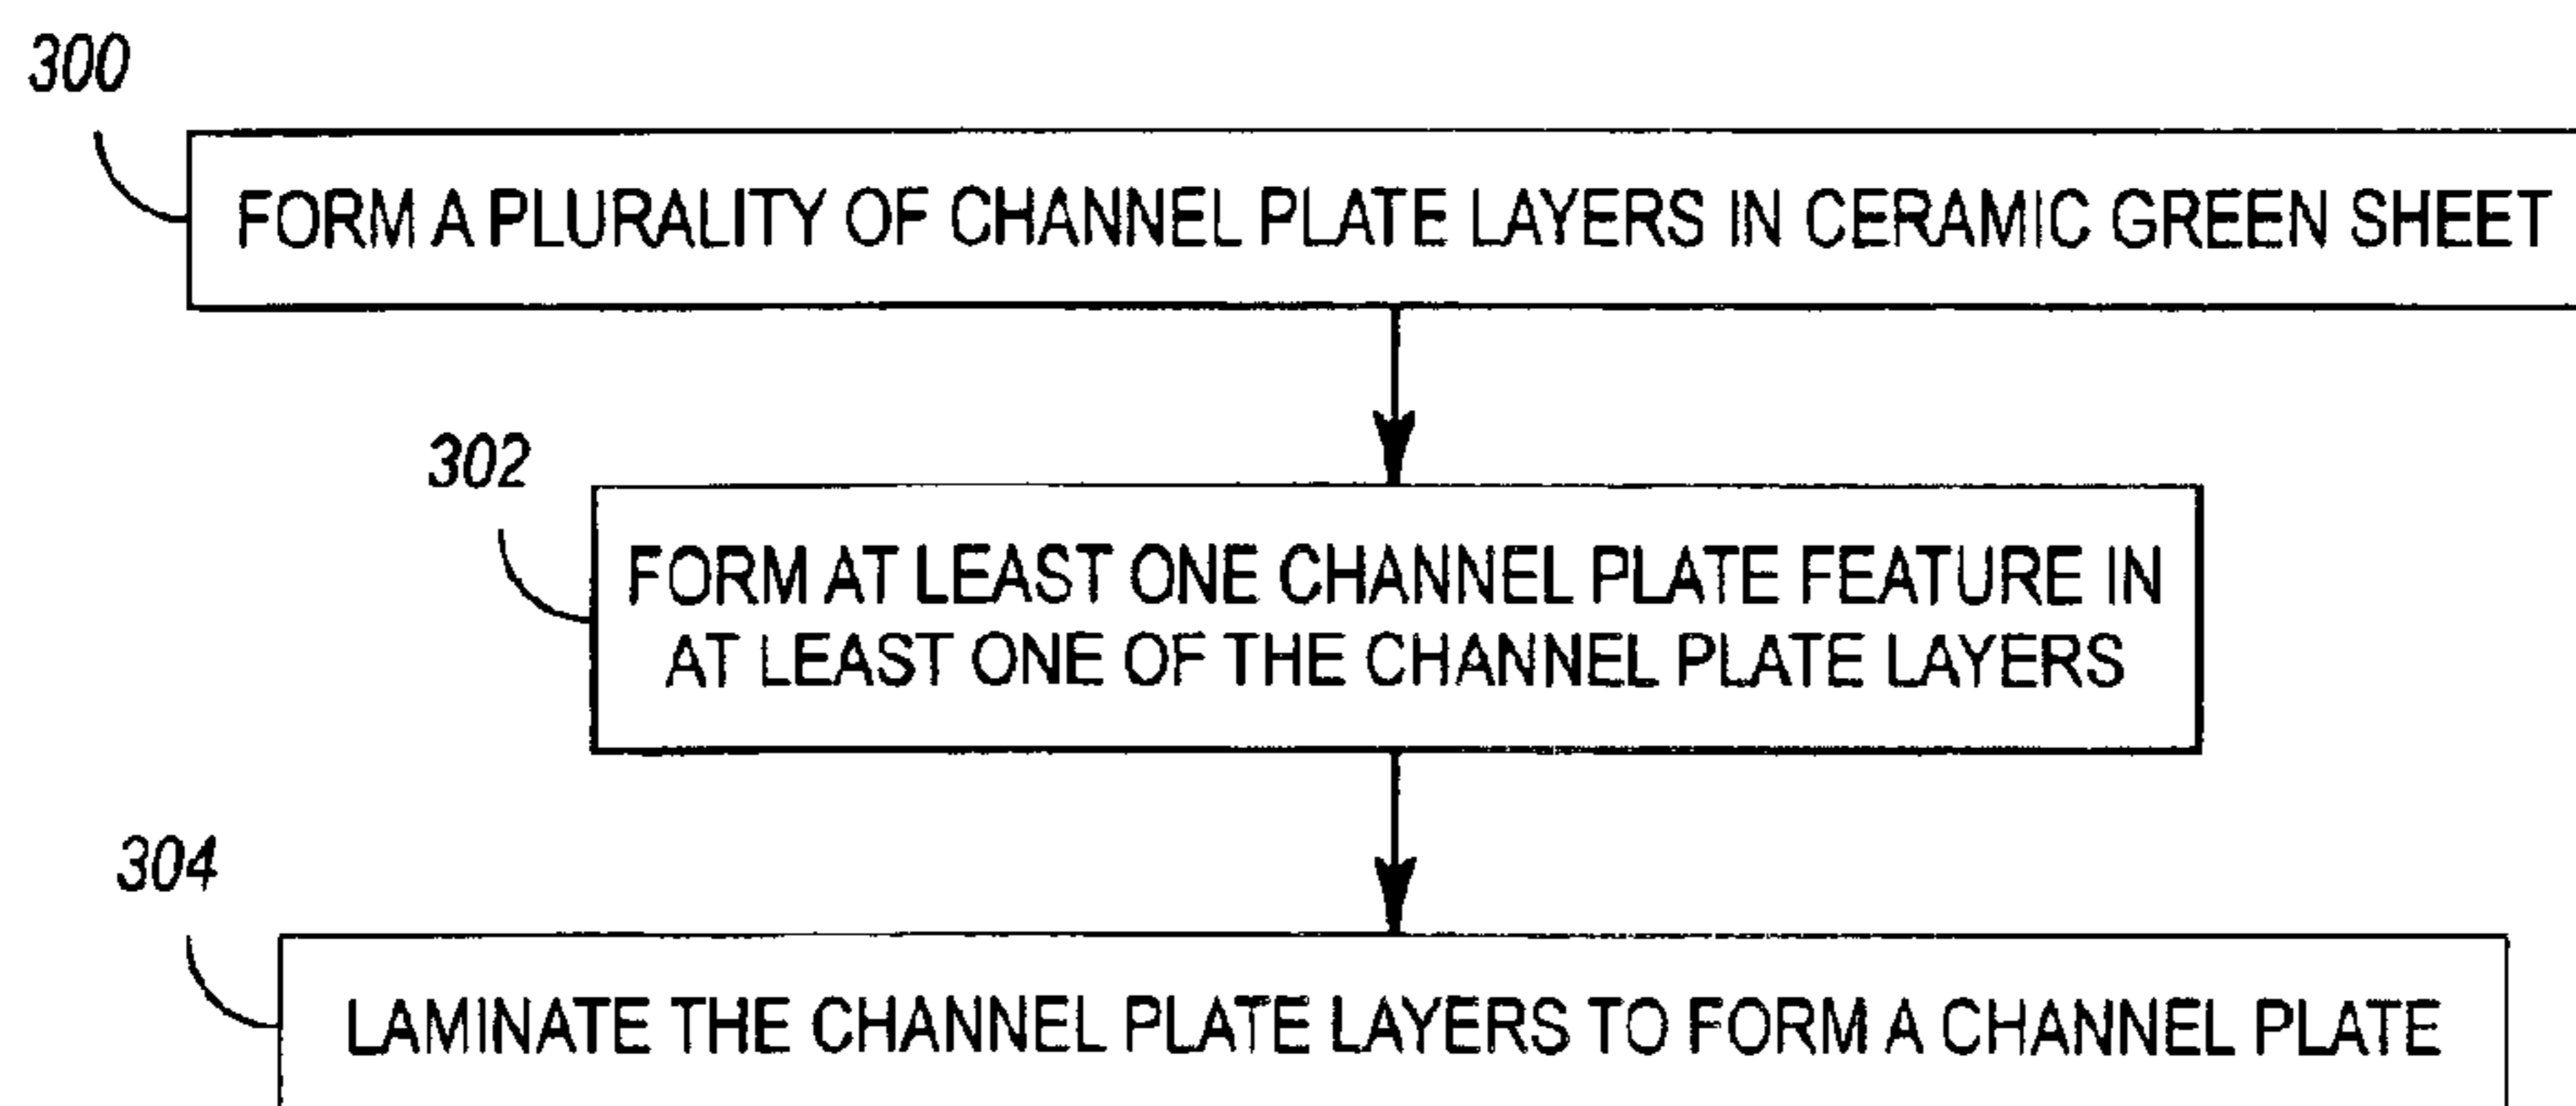 300
FORM A PLURALITY OF CHANNEL PLATE LAYERS IN CERAMIC GREEN SHEET
302
FORM AT LEAST ONE CHANNEL PLATE FEATURE IN
AT LEAST ONE OF THE CHANNEL PLATE LAYERS
304
LAMINATE THE CHANNEL PLATE LAYERS TO FORM A CHANNEL PLATE